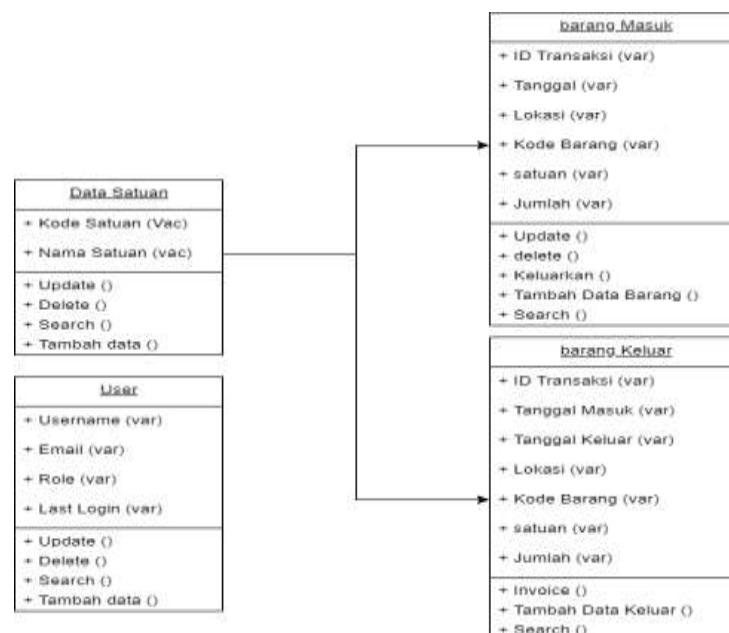 Data Satuan
+ Kode Satuan (Vac)
+ Nama Satuan (vac)
+ Update ()
+ Delete ()
+ Search ()
+ Tambah data ()
User
+ Username (var)
+ Email (var)
+ Role (var)
+ Last Login (var)
+ Update ()
+ Delete ()
+ Search ()
+ Tambah data ()
barang Masuk
+ ID Transaksi (var)
+ Tanggal (var)
+ Lokasi (var)
+ Kode Barang (var)
+ satuan (var)
+ Jumlah (var)
+ Update ()
+ delete ()
+ Keluarkan ()
+ Tambah Data Barang ()
+ Search ()
barang Keluar
+ ID Transaksi (var)
+ Tanggal Masuk (var)
+ Tanggal Keluar (var)
+ Lokasi (var)
+ Kode Barang (var)
+ satuan (var)
+ Jumlah (var)
+ Invoice ()
+ Tambah Data Keluar ()
+ Search ()